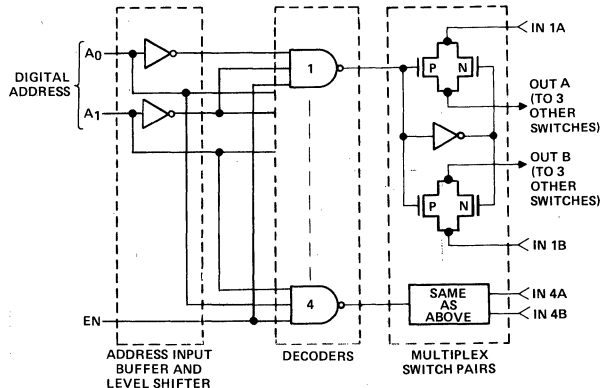 IN 1A
A0
DIGITAL
ADDRESS
1
P N
OUT A
(TO 3
OTHER
SWITCHES)
A1
OUT B
(TO 3
OTHER
SWITCHES)
P N
IN 1B
4
SAME
AS
ABOVE
IN 4A
IN 4B
EN
ADDRESS INPUT
BUFFER AND
LEVEL SHIFTER
DECODERS
MULTIPLEX
SWITCH PAIRS